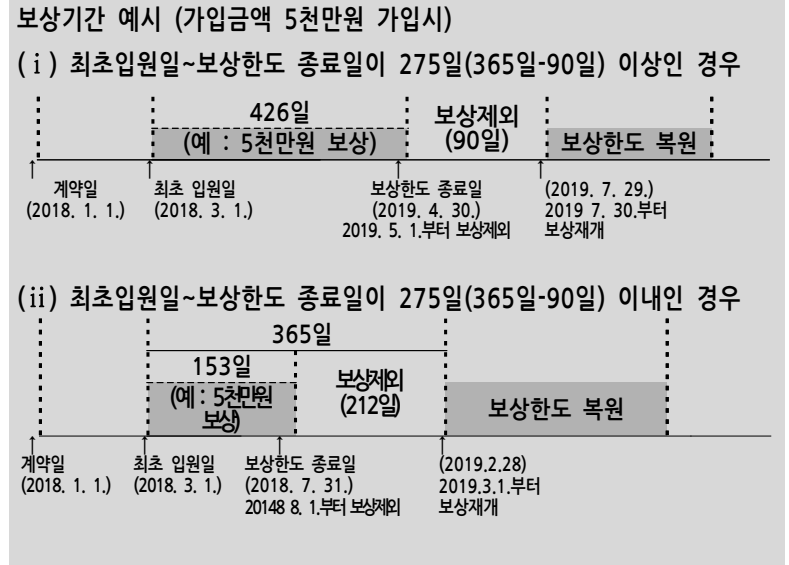 보상기간 예시 (가입금액 5천만원 가입시)
(ⅰ) 최초입원일~보상한도 종료일이 275일(365일-90일) 이상인 경우
426일
(예 : 5천만원 보상)
보상제외
(90일)
보상한도 복원
계약일
(2018. 1. 1.)
최초 입원일
(2018. 3. 1.)
보상한도 종료일
(2019. 4. 30.)
2019. 5. 1.부터 보상제외
(2019. 7. 29.)
2019 7. 30.부터
보상재개
(ⅱ) 최초입원일~보상한도 종료일이 275일(365일-90일) 이내인 경우
365일
153일
(예 : 5천만원
보상)
보상제외
(212일)
보상한도 복원
계약일
(2018. 1. 1.)
최초 입원일
(2018. 3. 1.)
보상한도 종료일
(2018. 7. 31.)
20148 8. 1.부터 보상제외
(2019.2.28)
2019.3.1.부터
보상재개